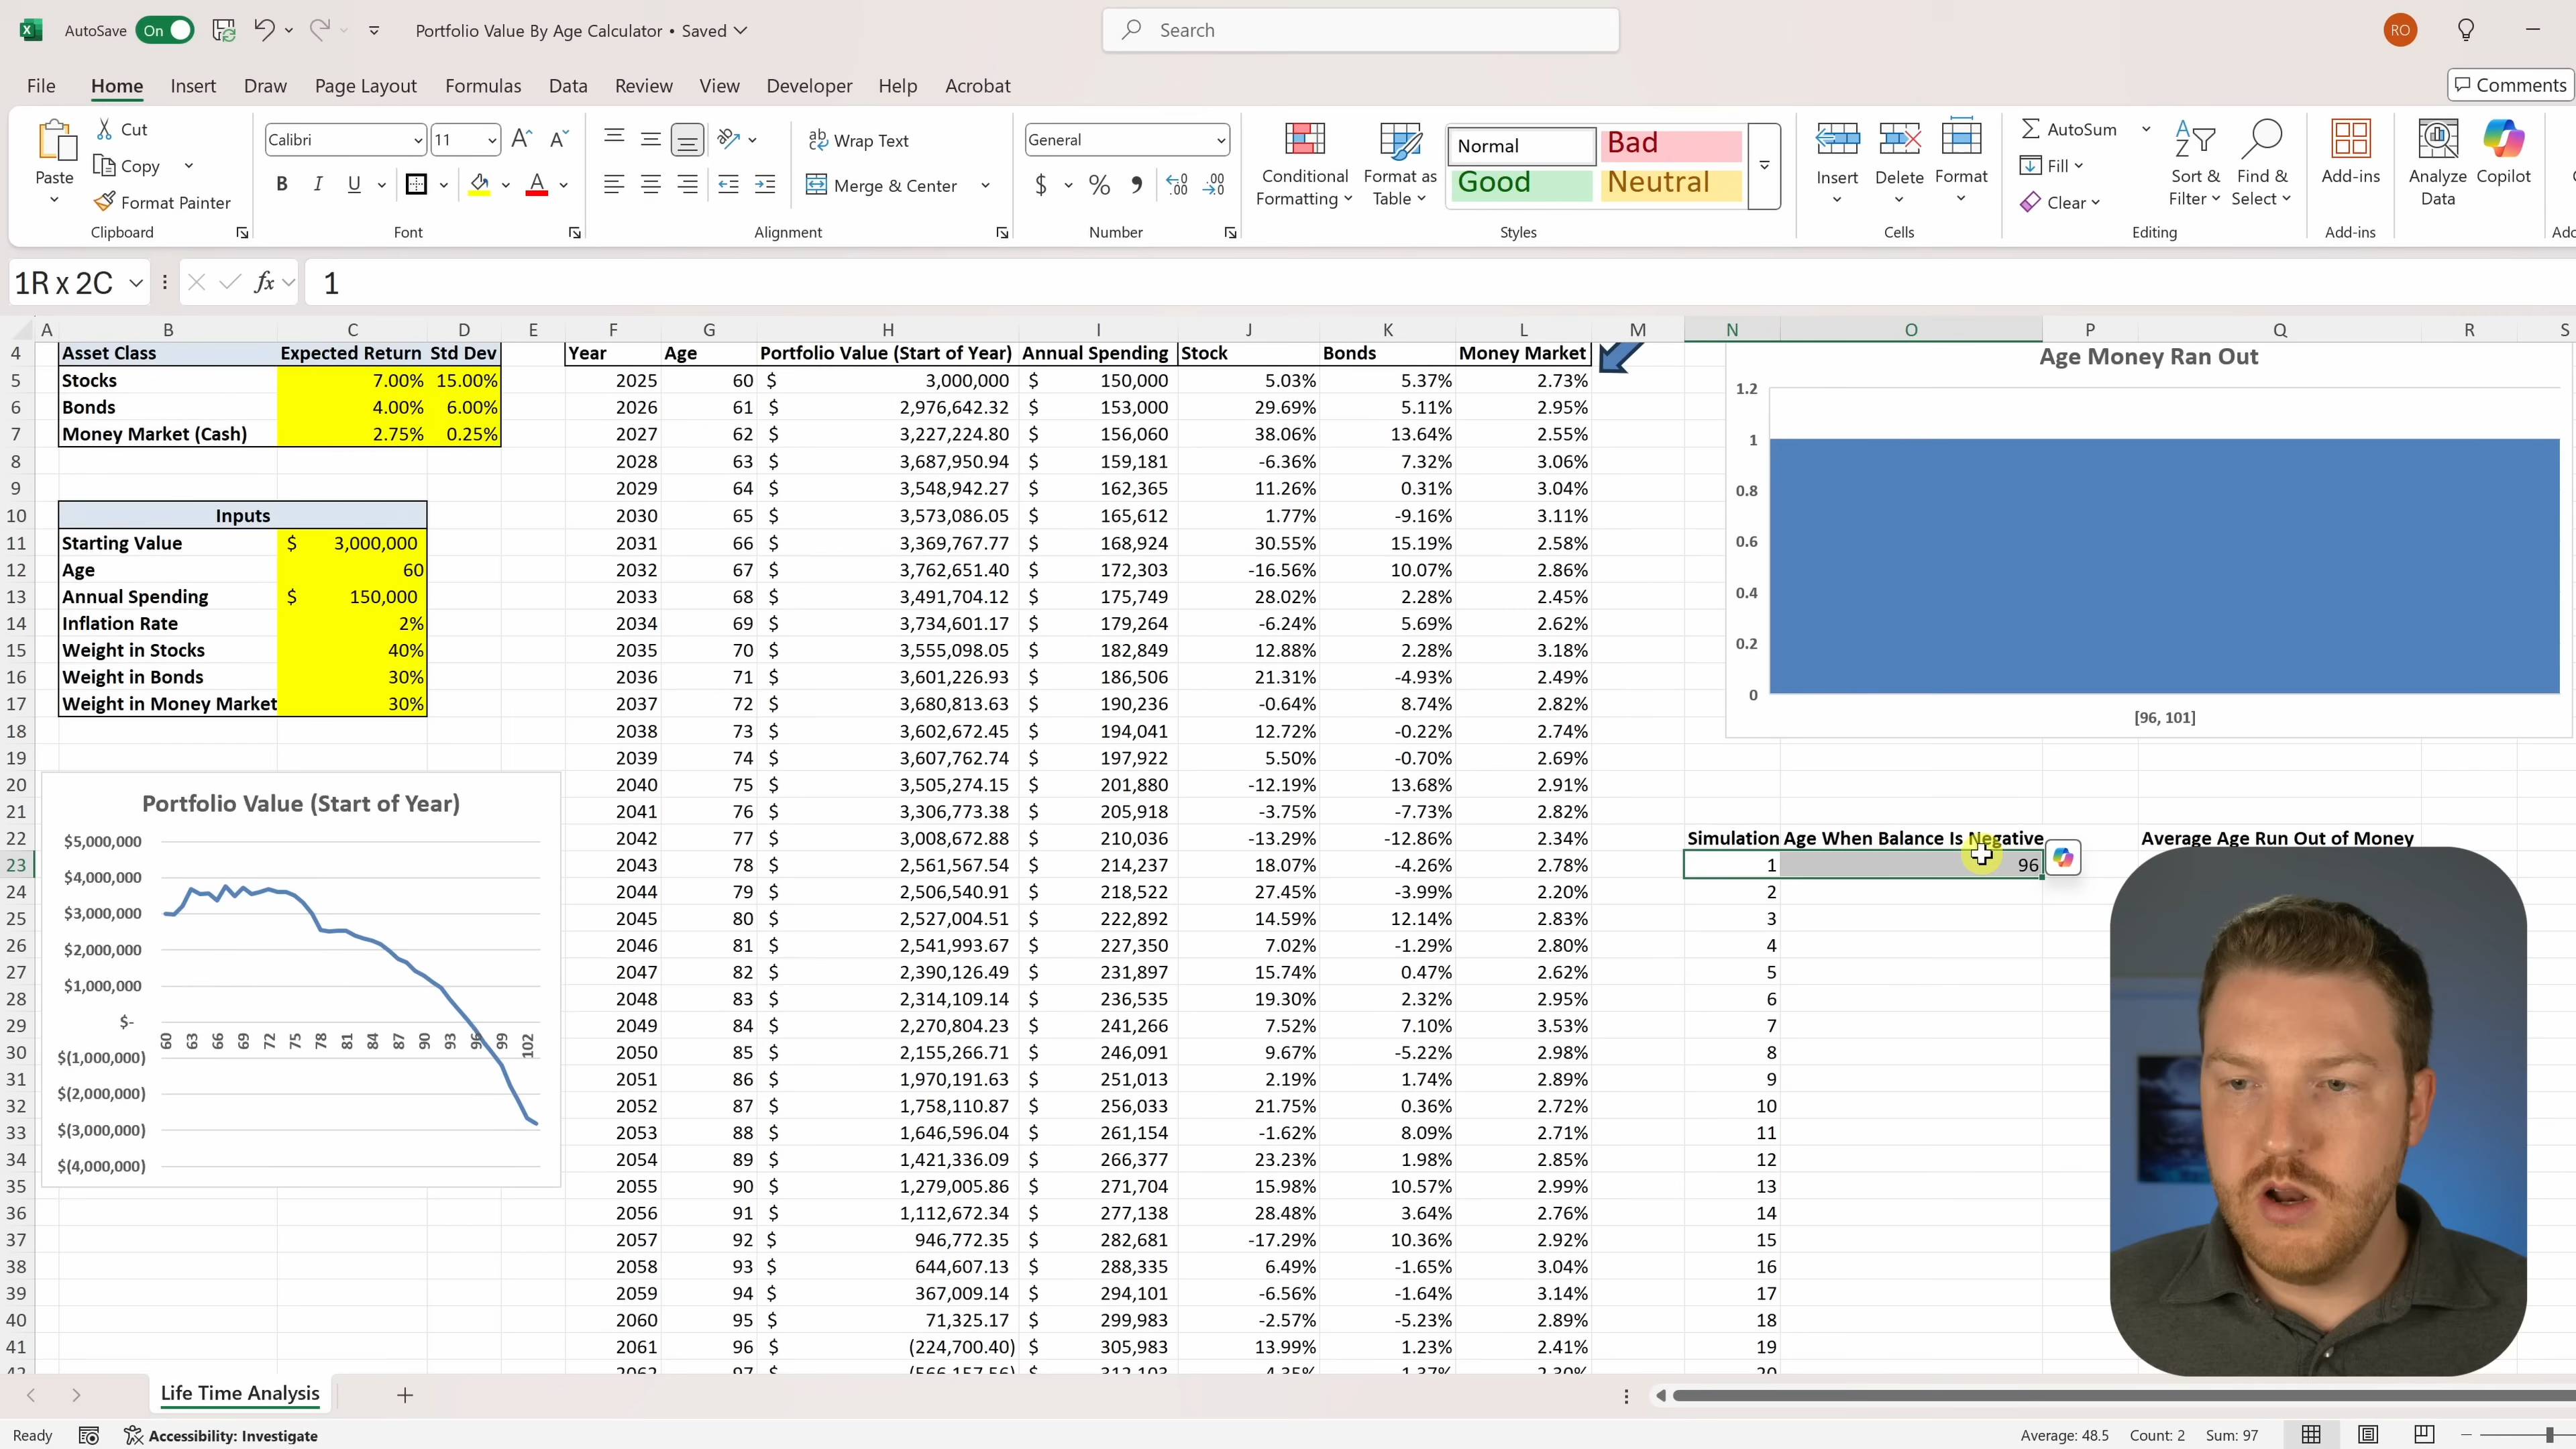 AutoSave On Portfolio Value By Age Calculator • Saved Search RO
File Home Insert Draw Page Layout Formulas Data Review View Developer Help Acrobat Comments
Paste Cut Copy Format Painter Clipboard
Calibri 11 B I U A Font
Wrap Text Merge & Center Alignment
General $ % Number
Conditional Formatting Format as Table Normal Bad Good Neutral Styles
Insert Delete Format Cells
AutoSum Fill Clear Sort & Filter Find & Select Editing
Add-ins Add-ins
Analyze Data Copilot
1R x 2C fx 1
A B C D E F G H I J K L M N O P Q R S
4 Asset Class Expected Return Std Dev Year Age Portfolio Value (Start of Year) Annual Spending Stock Bonds Money Market
5 Stocks 7.00% 15.00% 2025 60 $ 3,000,000 $ 150,000 5.03% 5.37% 2.73%
6 Bonds 4.00% 6.00% 2026 61 $ 2,976,642.32 $ 153,000 29.69% 5.11% 2.95%
7 Money Market (Cash) 2.75% 0.25% 2027 62 $ 3,227,224.80 $ 156,060 38.06% 13.64% 2.55%
8 2028 63 $ 3,687,950.94 $ 159,181 -6.36% 7.32% 3.06%
9 2029 64 $ 3,548,942.27 $ 162,365 11.26% 0.31% 3.04%
10 Inputs 2030 65 $ 3,573,086.05 $ 165,612 1.77% -9.16% 3.11%
11 Starting Value $ 3,000,000 2031 66 $ 3,369,767.77 $ 168,924 30.55% 15.19% 2.58%
12 Age 60 2032 67 $ 3,762,651.40 $ 172,303 -16.56% 10.07% 2.86%
13 Annual Spending $ 150,000 2033 68 $ 3,491,704.12 $ 175,749 28.02% 2.28% 2.45%
14 Inflation Rate 2% 2034 69 $ 3,734,601.17 $ 179,264 -6.24% 5.69% 2.62%
15 Weight in Stocks 40% 2035 70 $ 3,555,098.05 $ 182,849 12.88% 2.28% 3.18%
16 Weight in Bonds 30% 2036 71 $ 3,601,226.93 $ 186,506 21.31% -4.93% 2.49%
17 Weight in Money Market 30% 2037 72 $ 3,680,813.63 $ 190,236 -0.64% 8.74% 2.82%
18 2038 73 $ 3,602,672.45 $ 194,041 12.72% -0.22% 2.74%
19 2039 74 $ 3,607,762.74 $ 197,922 5.50% -0.70% 2.69%
20 2040 75 $ 3,505,274.15 $ 201,880 -12.19% 13.68% 2.91%
21 2041 76 $ 3,306,773.38 $ 205,918 -3.75% -7.73% 2.82%
22 2042 77 $ 3,008,672.88 $ 210,036 -13.29% -12.86% 2.34% Simulation Age When Balance Is Negative Average Age Run Out of Money
23 2043 78 $ 2,561,567.54 $ 214,237 18.07% -4.26% 2.78% 1 96
24 2044 79 $ 2,506,540.91 $ 218,522 27.45% -3.99% 2.20% 2
25 2045 80 $ 2,527,004.51 $ 222,892 14.59% 12.14% 2.83% 3
26 2046 81 $ 2,541,993.67 $ 227,350 7.02% -1.29% 2.80% 4
27 2047 82 $ 2,390,126.49 $ 231,897 15.74% 0.47% 2.62% 5
28 2048 83 $ 2,314,109.14 $ 236,535 19.30% 2.32% 2.95% 6
29 2049 84 $ 2,270,804.23 $ 241,266 7.52% 7.10% 3.53% 7
30 2050 85 $ 2,155,266.71 $ 246,091 9.67% -5.22% 2.98% 8
31 2051 86 $ 1,970,191.63 $ 251,013 2.19% 1.74% 2.89% 9
32 2052 87 $ 1,758,110.87 $ 256,033 21.75% 0.36% 2.72% 10
33 2053 88 $ 1,646,596.04 $ 261,154 -1.62% 8.09% 2.71% 11
34 2054 89 $ 1,421,336.09 $ 266,377 23.23% 1.98% 2.85% 12
35 2055 90 $ 1,279,005.86 $ 271,704 15.98% 10.57% 2.99% 13
36 2056 91 $ 1,112,672.34 $ 277,138 28.48% 3.64% 2.76% 14
37 2057 92 $ 946,772.35 $ 282,681 -17.29% 10.36% 2.92% 15
38 2058 93 $ 644,607.13 $ 288,335 6.49% -1.65% 3.04% 16
39 2059 94 $ 367,009.14 $ 294,101 -6.56% -1.64% 3.14% 17
40 2060 95 $ 71,325.17 $ 299,983 -2.57% -5.23% 2.89% 18
41 2061 96 $ (224,700.40) $ 305,983 13.99% 1.23% 2.41% 19
Age Money Ran Out
1.2
1
0.8
0.6
0.4
0.2
0
[96, 101]
Portfolio Value (Start of Year)
$5,000,000
$4,000,000
$3,000,000
$2,000,000
$1,000,000
$-
60 63 66 69 72 75 78 81 84 87 90 93 96 99 102
$(1,000,000)
$(2,000,000)
$(3,000,000)
$(4,000,000)
Life Time Analysis
Ready Accessibility: Investigate Average: 48.5 Count: 2 Sum: 97